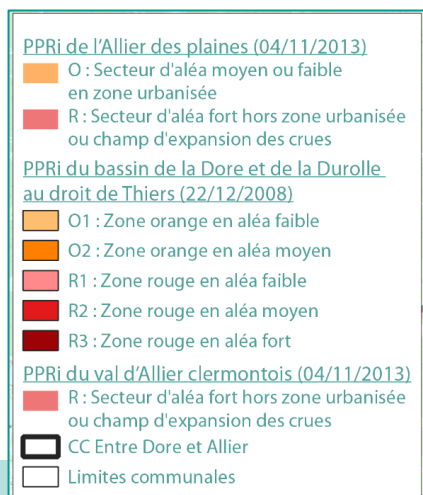 PPRi de l'Allier des plaines (04/11/2013)
O : Secteur d'aléa moyen ou faible
en zone urbanisée
R : Secteur d'aléa fort hors zone urbanisée
ou champ d'expansion des crues
PPRi du bassin de la Dore et de la Durolle
au droit de Thiers (22/12/2008)
O1 : Zone orange en aléa faible
O2 : Zone orange en aléa moyen
R1 : Zone rouge en aléa faible
R2 : Zone rouge en aléa moyen
R3 : Zone rouge en aléa fort
PPRi du val d'Allier clermontois (04/11/2013)
R : Secteur d'aléa fort hors zone urbanisée
ou champ d'expansion des crues
CC Entre Dore et Allier
Limites communales